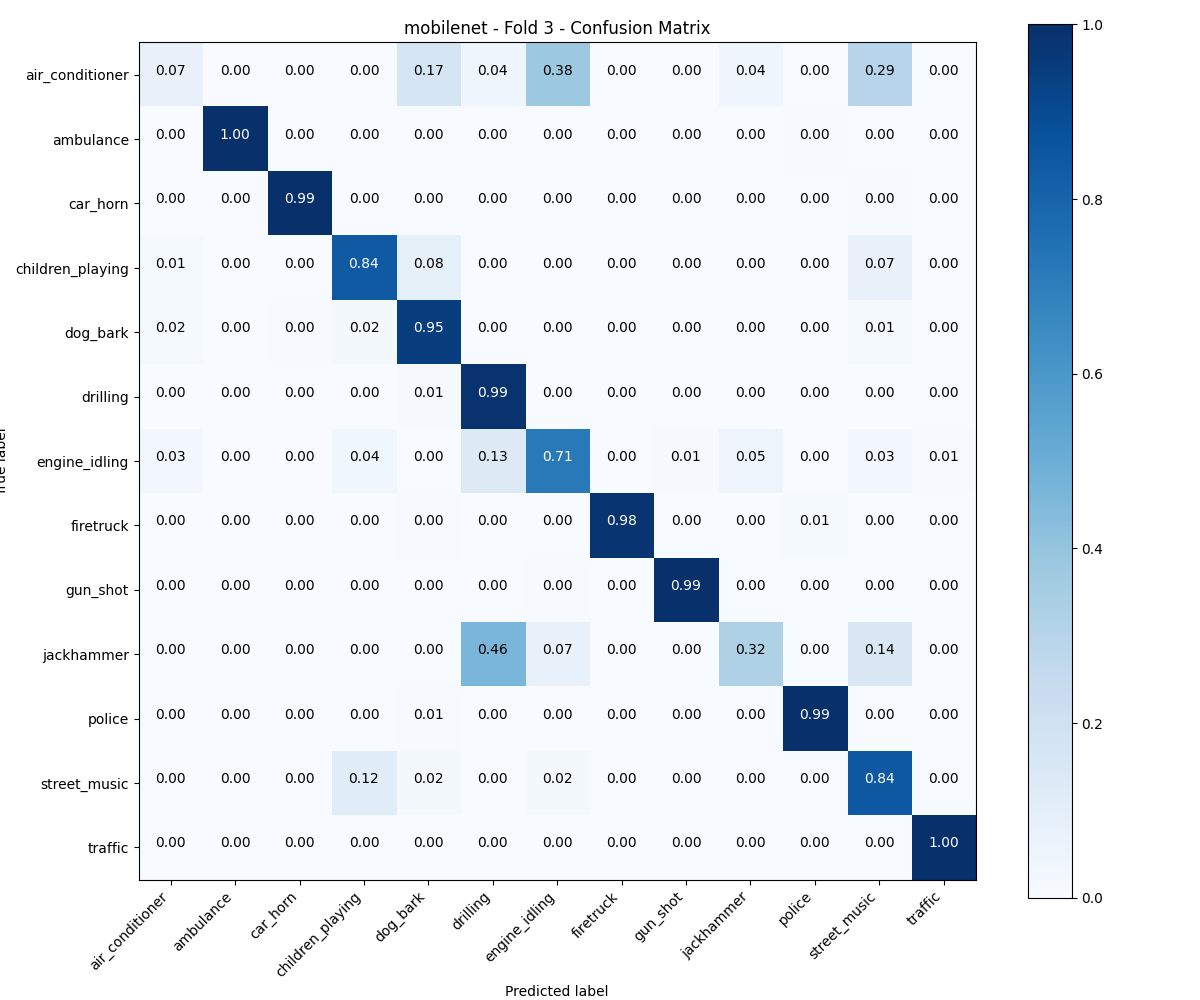 mobilenet - Fold 3 - Confusion Matrix
air_conditioner 0.07 0.00 0.00 0.00 0.17 0.04 0.38 0.00 0.00 0.04 0.00 0.29 0.00
ambulance 0.00 1.00 0.00 0.00 0.00 0.00 0.00 0.00 0.00 0.00 0.00 0.00 0.00
car_horn 0.00 0.00 0.99 0.00 0.00 0.00 0.00 0.00 0.00 0.00 0.00 0.00 0.00
children_playing 0.01 0.00 0.00 0.84 0.08 0.00 0.00 0.00 0.00 0.00 0.00 0.07 0.00
dog_bark 0.02 0.00 0.00 0.02 0.95 0.00 0.00 0.00 0.00 0.00 0.00 0.01 0.00
drilling 0.00 0.00 0.00 0.00 0.01 0.99 0.00 0.00 0.00 0.00 0.00 0.00 0.00
engine_idling 0.03 0.00 0.00 0.04 0.00 0.13 0.71 0.00 0.01 0.05 0.00 0.03 0.01
firetruck 0.00 0.00 0.00 0.00 0.00 0.00 0.00 0.98 0.00 0.00 0.01 0.00 0.00
gun_shot 0.00 0.00 0.00 0.00 0.00 0.00 0.00 0.00 0.99 0.00 0.00 0.00 0.00
jackhammer 0.00 0.00 0.00 0.00 0.00 0.46 0.07 0.00 0.00 0.32 0.00 0.14 0.00
police 0.00 0.00 0.00 0.00 0.01 0.00 0.00 0.00 0.00 0.00 0.99 0.00 0.00
street_music 0.00 0.00 0.00 0.12 0.02 0.00 0.02 0.00 0.00 0.00 0.00 0.84 0.00
traffic 0.00 0.00 0.00 0.00 0.00 0.00 0.00 0.00 0.00 0.00 0.00 0.00 1.00
air_conditioner ambulance car_horn children_playing dog_bark drilling engine_idling firetruck gun_shot jackhammer police street_music traffic
Predicted label
True label
1.0
0.8
0.6
0.4
0.2
0.0